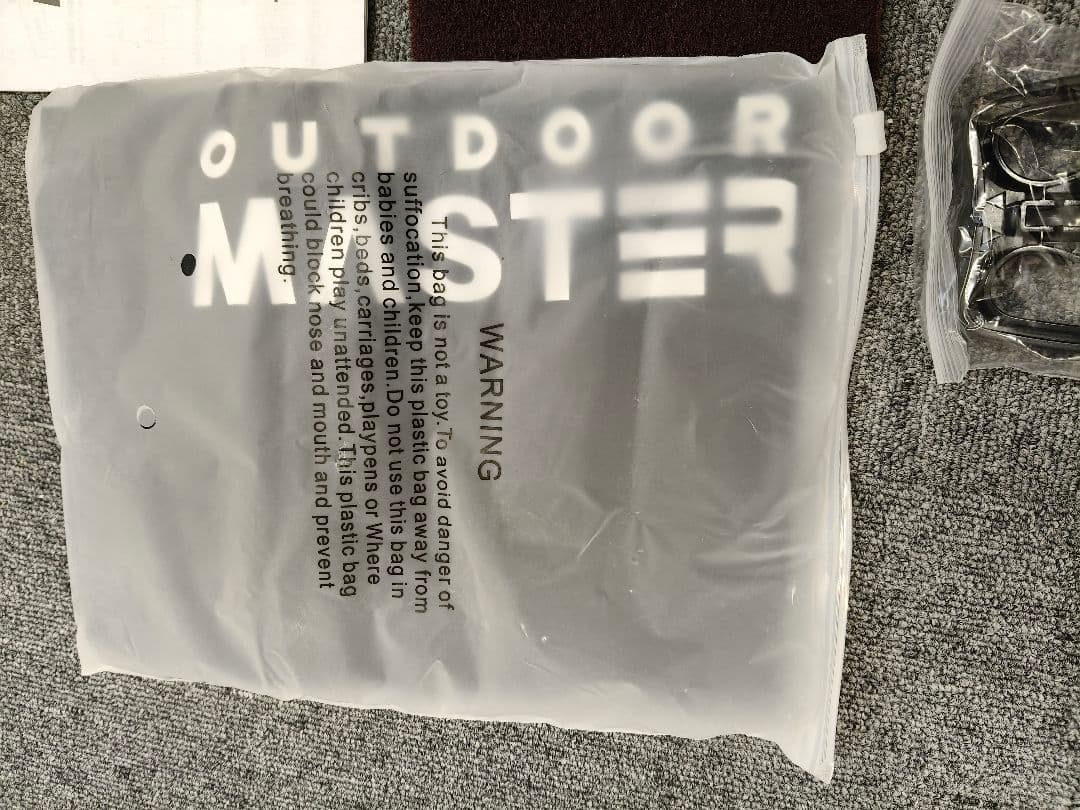 OUTDOOR
MASTER
WARNING
This bag is not a toy.To avoid danger of
suffocation,keep this plastic bag away from
babies and children.Do not use this bag in
cribs,beds,carriages,playpens or Where
children play unattended.This plastic bag
could block nose and mouth and prevent
breathing.